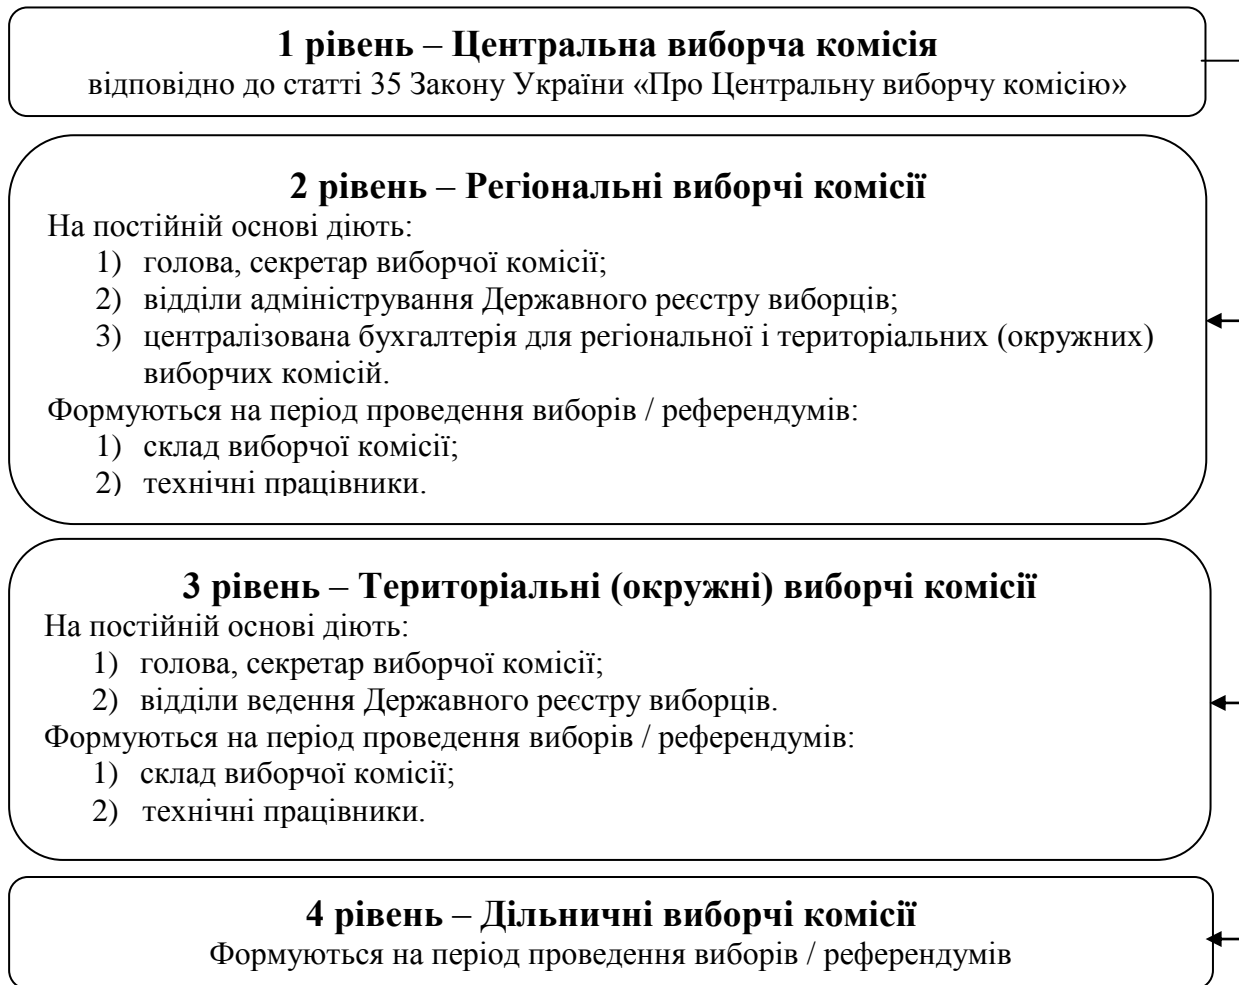 1 рівень – Центральна виборча комісія
відповідно до статті 35 Закону України «Про Центральну виборчу комісію»
2 рівень – Регіональні виборчі комісії
На постійній основі діють:
1) голова, секретар виборчої комісії;
2) відділи адміністрування Державного реєстру виборців;
3) централізована бухгалтерія для регіональної і територіальних (окружних)
виборчих комісій.
Формуються на період проведення виборів / референдумів:
1) склад виборчої комісії;
2) технічні працівники.
3 рівень – Територіальні (окружні) виборчі комісії
На постійній основі діють:
1) голова, секретар виборчої комісії;
2) відділи ведення Державного реєстру виборців.
Формуються на період проведення виборів / референдумів:
1) склад виборчої комісії;
2) технічні працівники.
4 рівень – Дільничні виборчі комісії
Формуються на період проведення виборів / референдумів